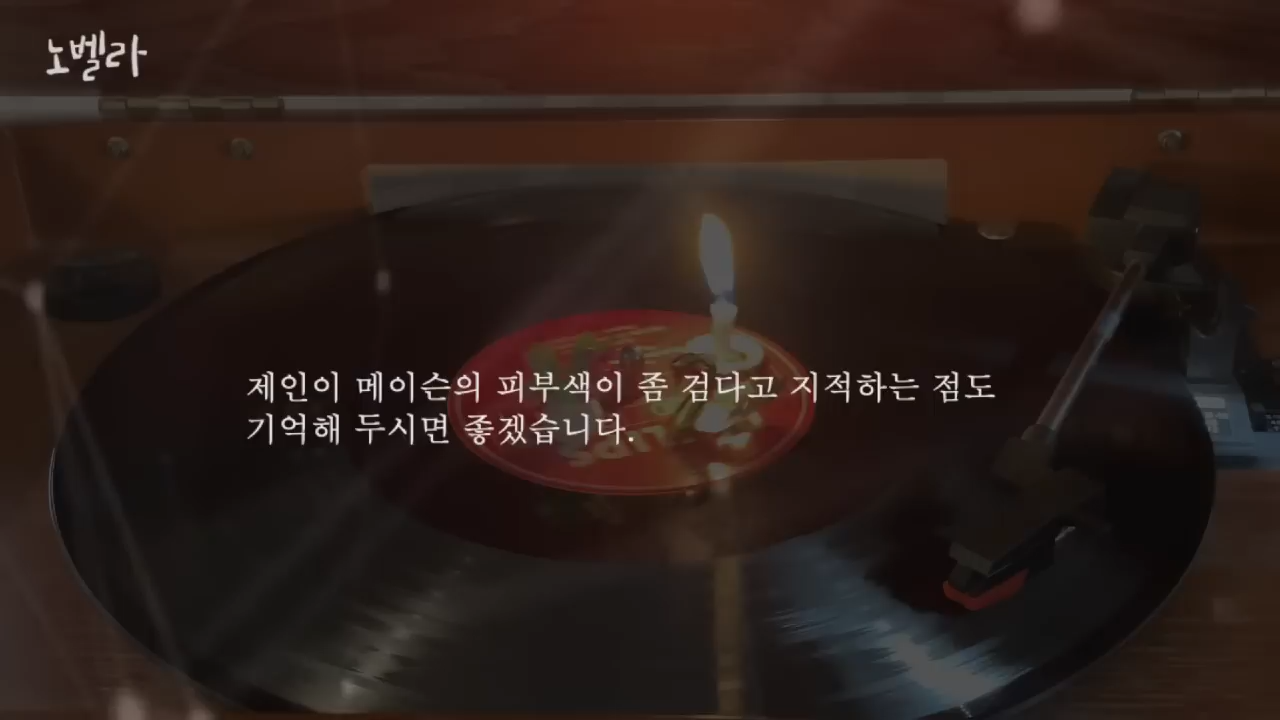 노벨라
제인이 메이슨의 피부색이 좀 검다고 지적하는 점도
기억해 두시면 좋겠습니다.